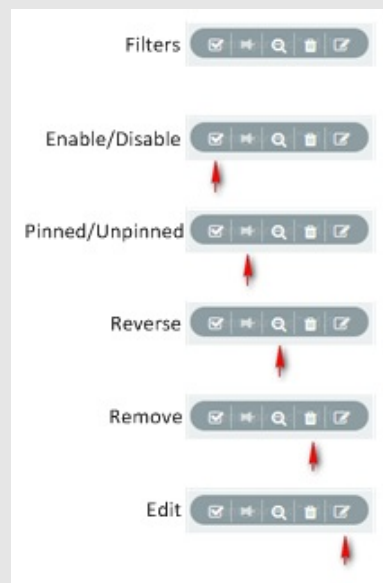 Filters
Enable/Disable
Pinned/Unpinned
Reverse
Remove
Edit